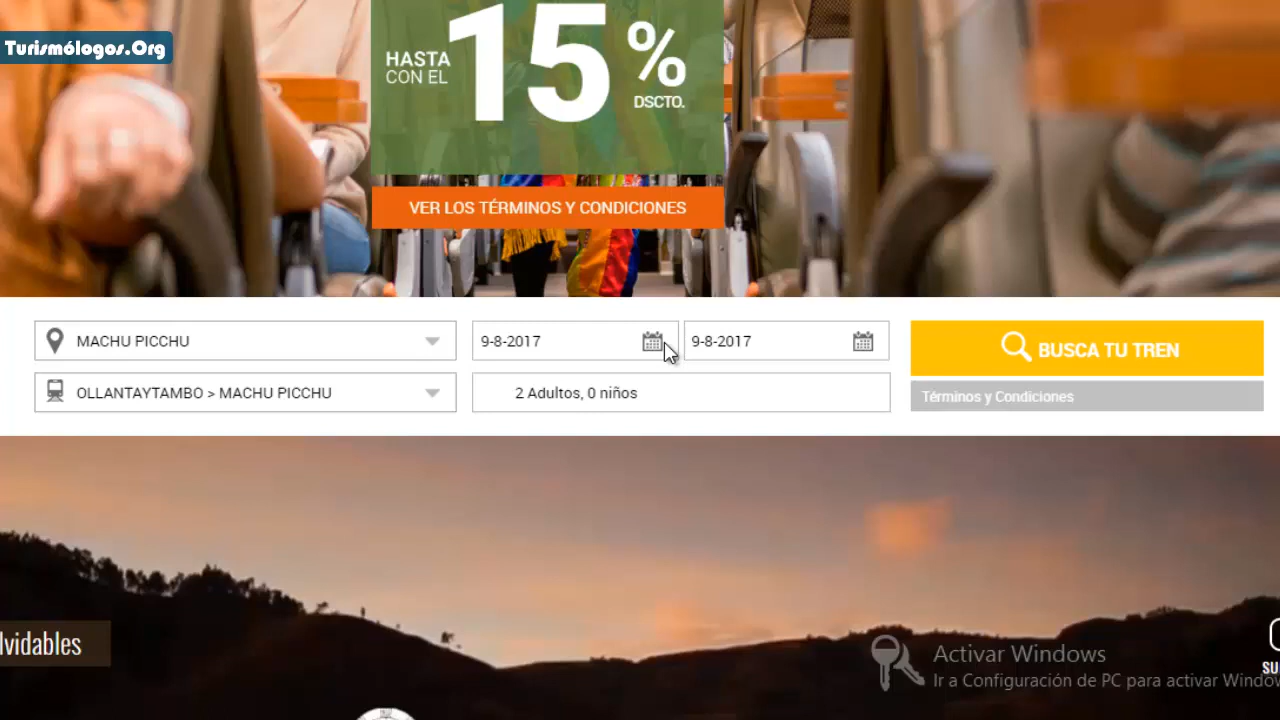 Turismólogos.Org
HASTA
CON EL
15%
DSCTO.
VER LOS TÉRMINOS Y CONDICIONES
MACHU PICCHU
9-8-2017
9-8-2017
BUSCA TU TREN
OLLANTAYTAMBO > MACHU PICCHU
2 Adultos, 0 niños
Términos y Condiciones
lvidables
Activar Windows
Ir a Configuración de PC para activar Windo
SU